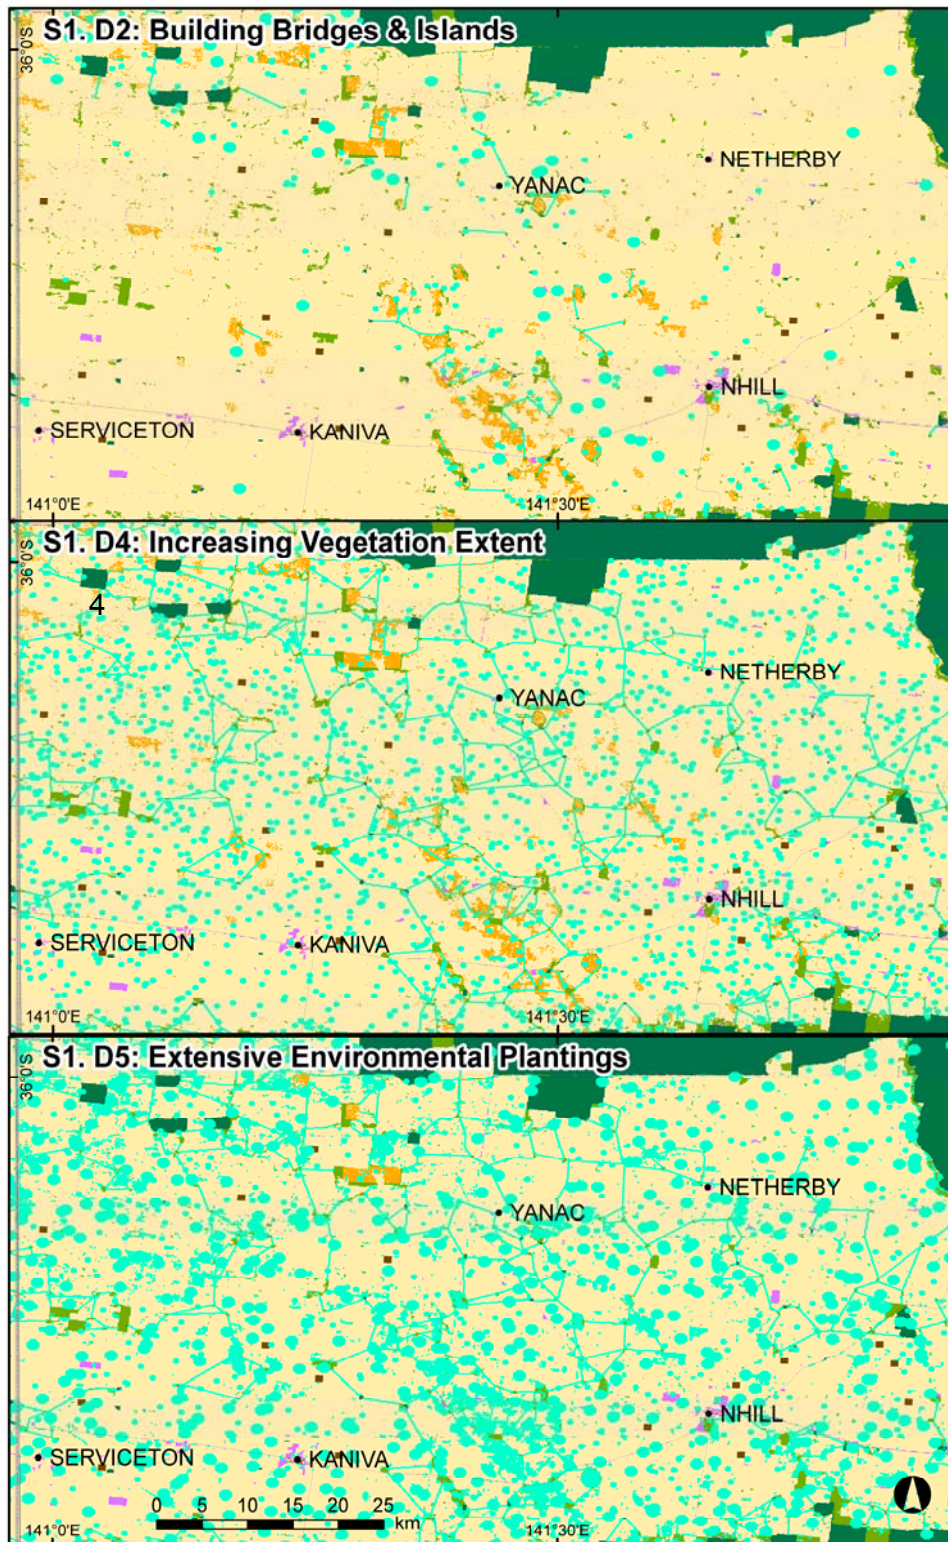 S1. D2: Building Bridges & Islands
36°0'S
NETHERBY
YANAC
NHILL
SERVICETON
KANIVA
141°0'E
141°30'E
S1. D4: Increasing Vegetation Extent
36°0'S
4
NETHERBY
YANAC
NHILL
SERVICETON
KANIVA
141°0'E
141°30'E
S1. D5: Extensive Environmental Plantings
36°0'S
NETHERBY
YANAC
NHILL
SERVICETON
KANIVA
0 5 10 15 20 25
km
141°0'E
141°30'E